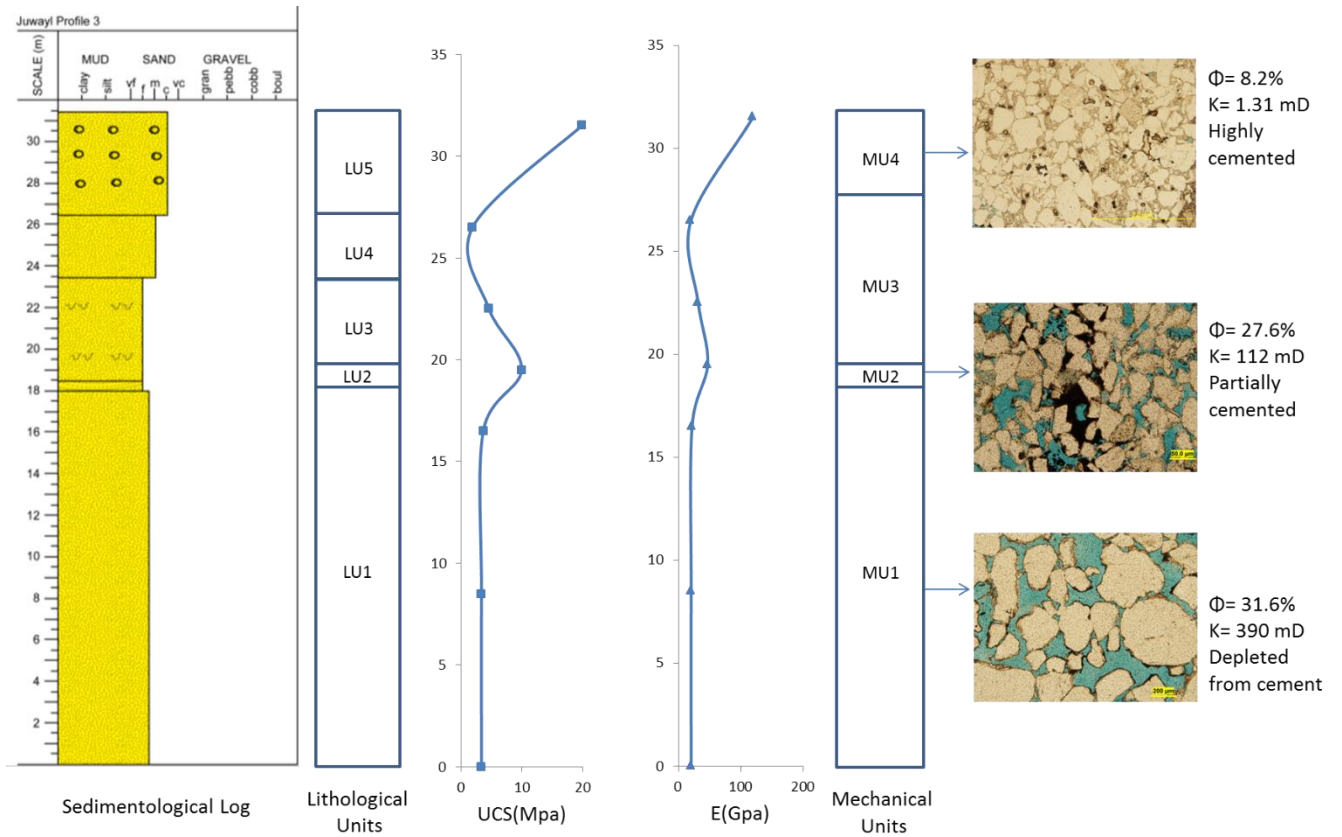 Juwayl Profile 3
SCALE (m)
MUD SAND GRAVEL
clay silt vf f m c vc gran pebb cobb boul
30
28
26
24
22
20
18
16
14
12
10
8
6
4
2
Sedimentological Log
LU5
LU4
LU3
LU2
LU1
Lithological
Units
35
30
25
20
15
10
5
0
0 10 20
UCS(Mpa)
35
30
25
20
15
10
5
0
0 100 200
E(Gpa)
MU4
MU3
MU2
MU1
Mechanical
Units
Φ= 8.2%
K= 1.31 mD
Highly
cemented
Φ= 27.6%
K= 112 mD
Partially
cemented
50.0 µm
Φ= 31.6%
K= 390 mD
Depleted
from cement
200 µm